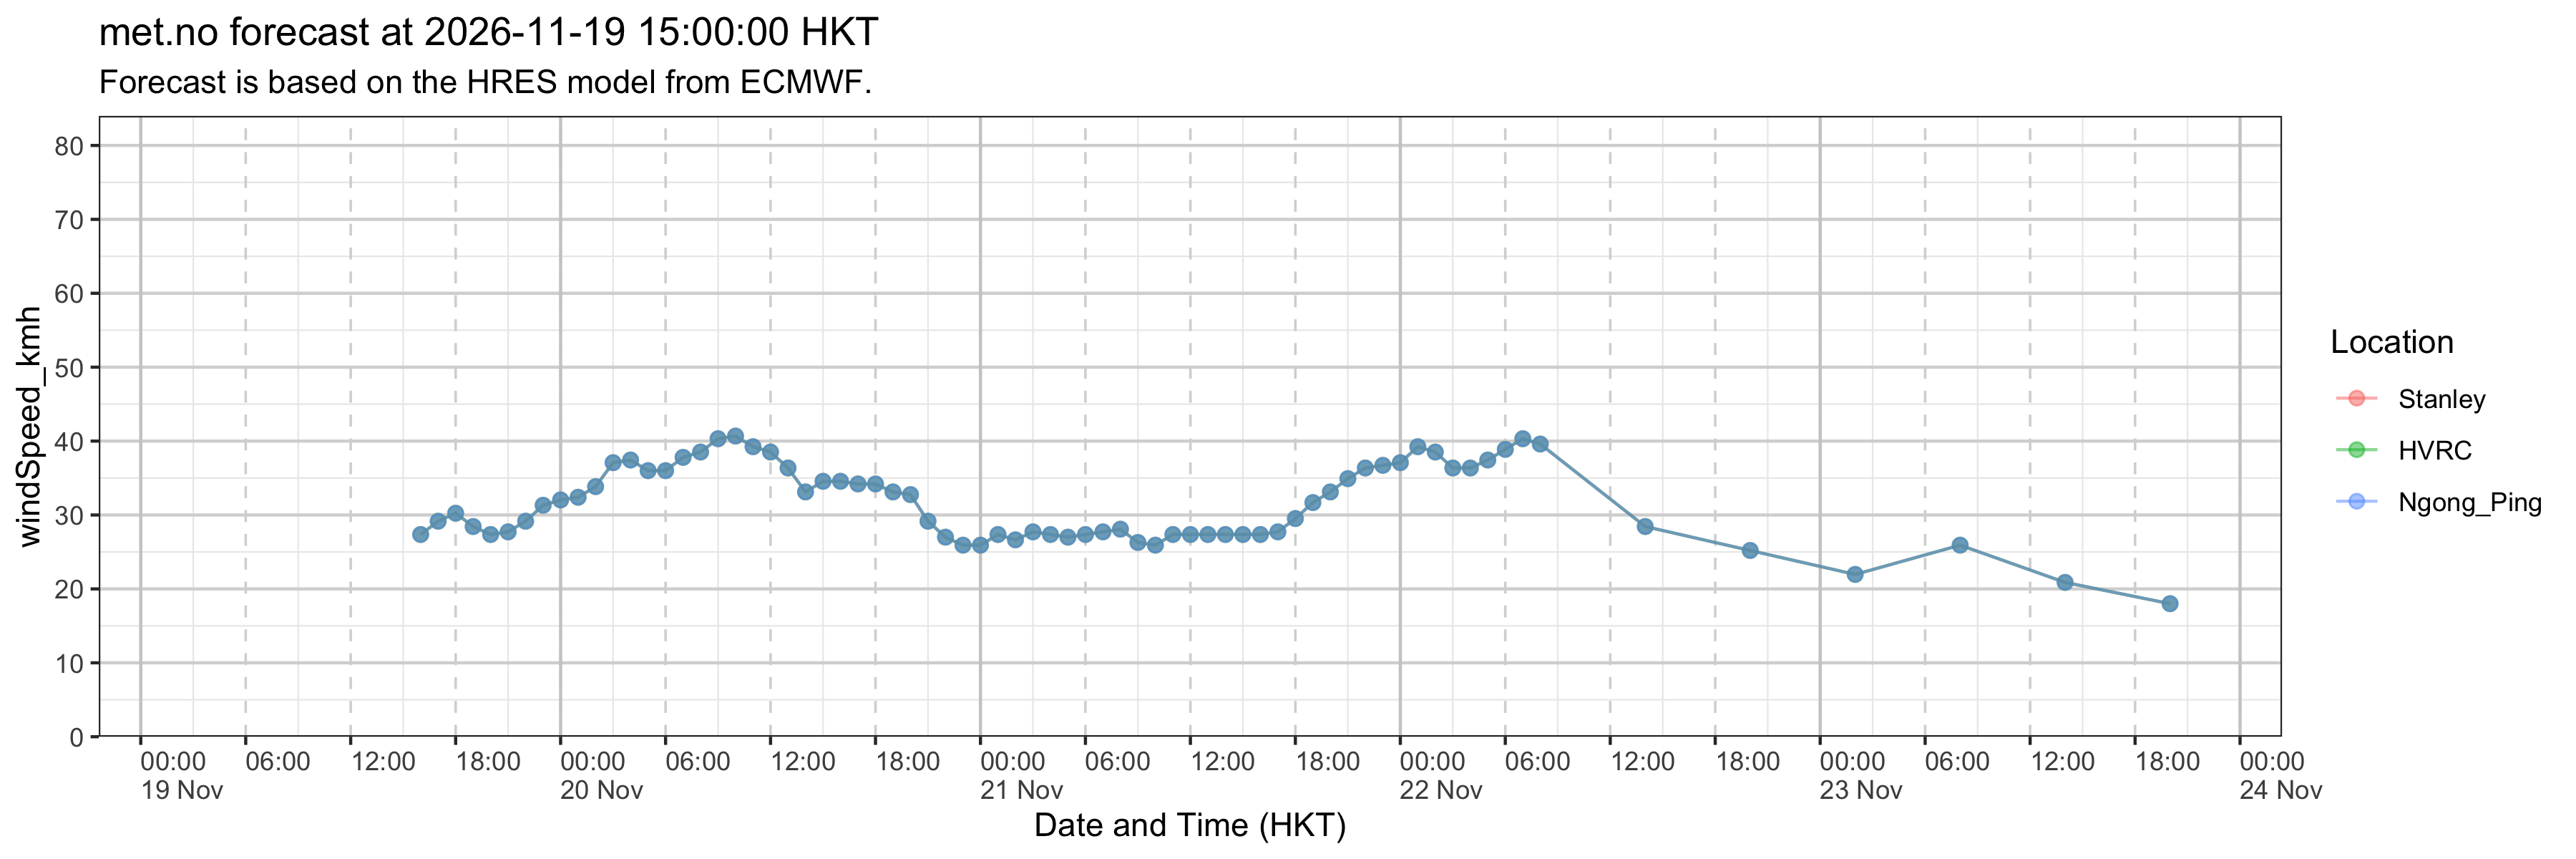 met.no forecast at 2026-11-19 15:00:00 HKT
Forecast is based on the HRES model from ECMWF.
windSpeed_kmh
80
70
60
50
40
30
20
10
0
00:00 06:00 12:00 18:00 00:00 06:00 12:00 18:00 00:00 06:00 12:00 18:00 00:00 06:00 12:00 18:00 00:00 06:00 12:00 18:00 00:00
19 Nov 20 Nov 21 Nov 22 Nov 23 Nov 24 Nov
Date and Time (HKT)
Location
Stanley
HVRC
Ngong_Ping